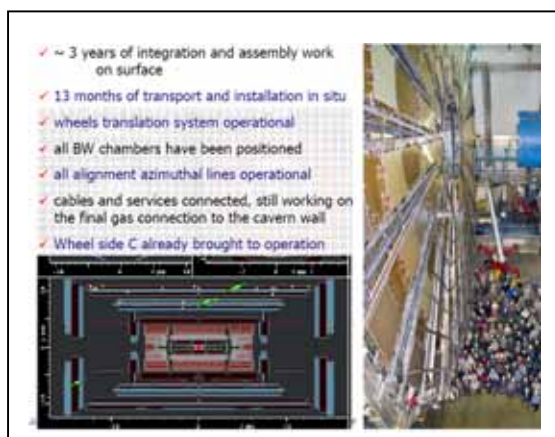 ✓ ~ 3 years of integration and assembly work
on surface
✓ 13 months of transport and installation in situ
✓ wheels translation system operational
✓ all BW chambers have been positioned
✓ all alignment azimuthal lines operational
✓ cables and services connected, still working on
the final gas connection to the cavern wall
✓ Wheel side C already brought to operation